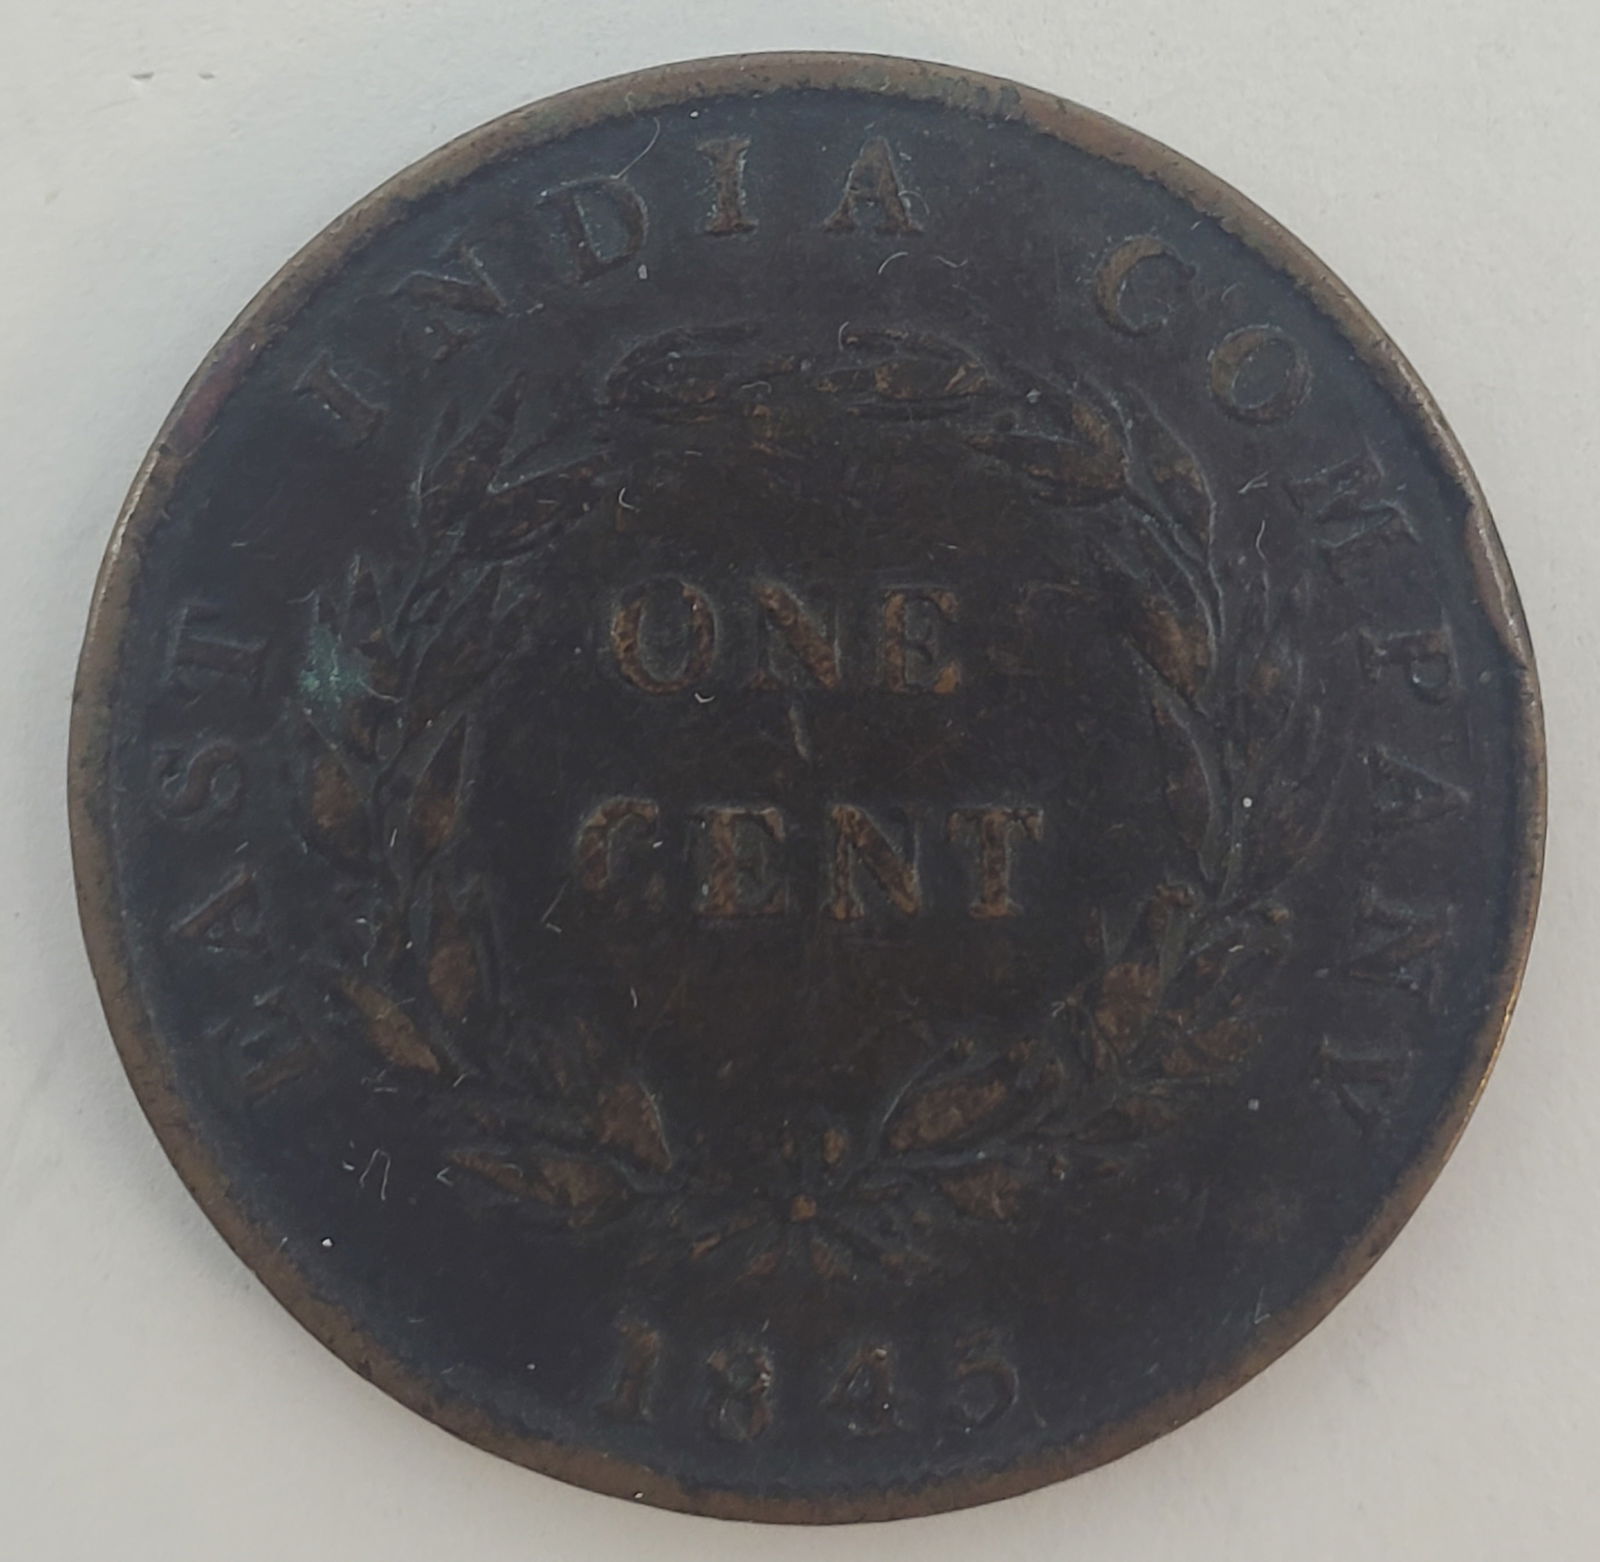 EAST INDIA COMPANY
ONE
CENT
1845